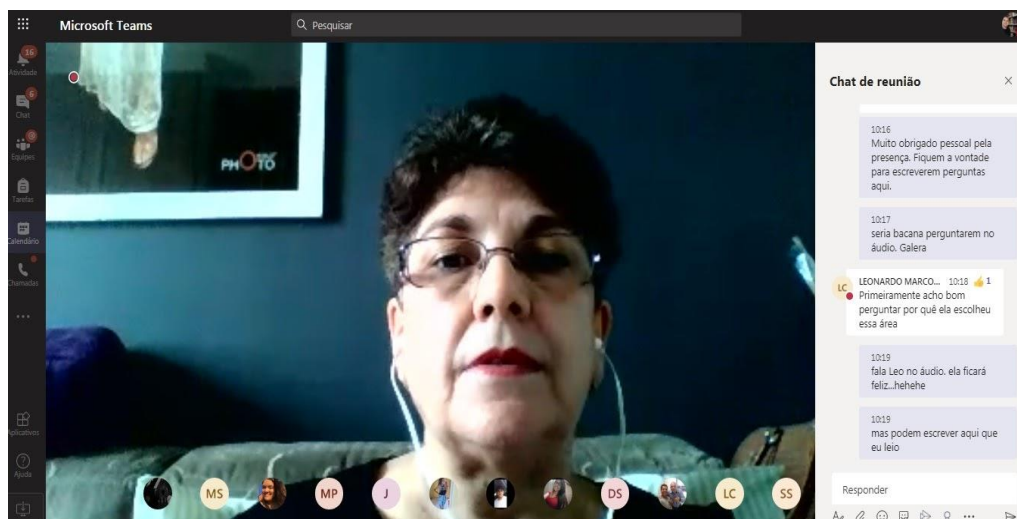 Microsoft Teams
Pesquisar
16
Atividade
6
Chat
Equipes
Tarefas
Calendário
Chamadas
Aplicativos
Ajuda
PHOTO
MS
MP
J
DS
LC
SS
Chat de reunião
10:16
Muito obrigado pessoal pela
presença. Fiquem a vontade
para escreverem perguntas
aqui.
10:17
seria bacana perguntarem no
áudio. Galera
LC
LEONARDO MARCO... 10:18 👍 1
Primeiramente acho bom
perguntar por quê ela escolheu
essa área
10:19
fala Leo no áudio. ela ficará
feliz...hehehe
10:19
mas podem escrever aqui que
eu leio
Responder